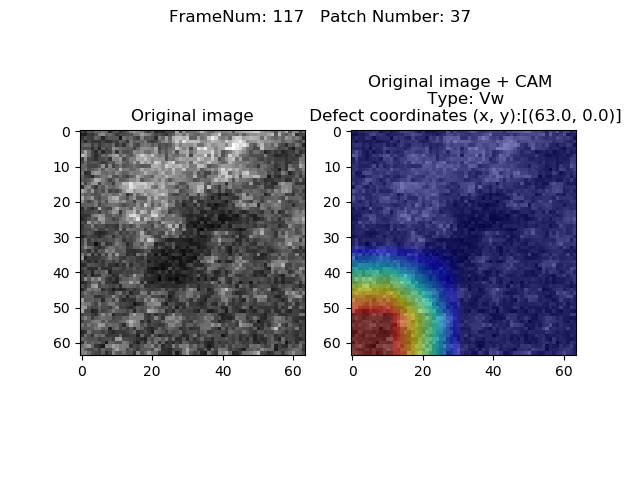 FrameNum: 117   Patch Number: 37
Original image
Original image + CAM
Type: Vw
Defect coordinates (x, y):[(63.0, 0.0)]
0
10
20
30
40
50
60
0 20 40 60
0
10
20
30
40
50
60
0 20 40 60